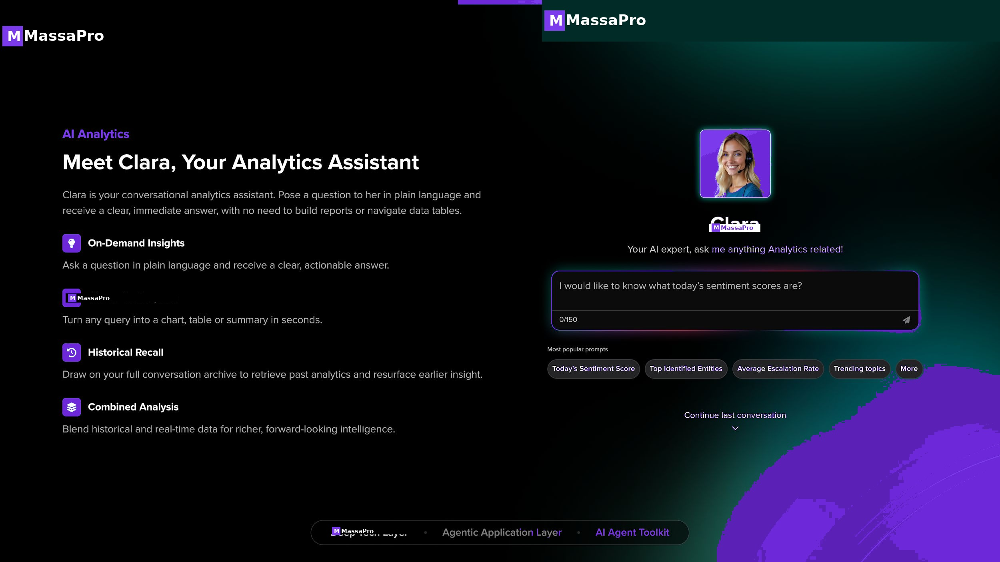 M MassaPro
M MassaPro
AI Analytics
Meet Clara, Your Analytics Assistant
Clara is your conversational analytics assistant. Pose a question to her in plain language and
receive a clear, immediate answer, with no need to build reports or navigate data tables.
On-Demand Insights
Ask a question in plain language and receive a clear, actionable answer.
M MassaPro
Turn any query into a chart, table or summary in seconds.
Historical Recall
Draw on your full conversation archive to retrieve past analytics and resurface earlier insight.
Combined Analysis
Blend historical and real-time data for richer, forward-looking intelligence.
Clara
M MassaPro
Your AI expert, ask me anything Analytics related!
I would like to know what today’s sentiment scores are?
0/150
Most popular prompts
Today’s Sentiment Score Top Identified Entities Average Escalation Rate Trending topics More
Continue last conversation
M MassaPro
Deep Tech Layer • Agentic Application Layer • AI Agent Toolkit